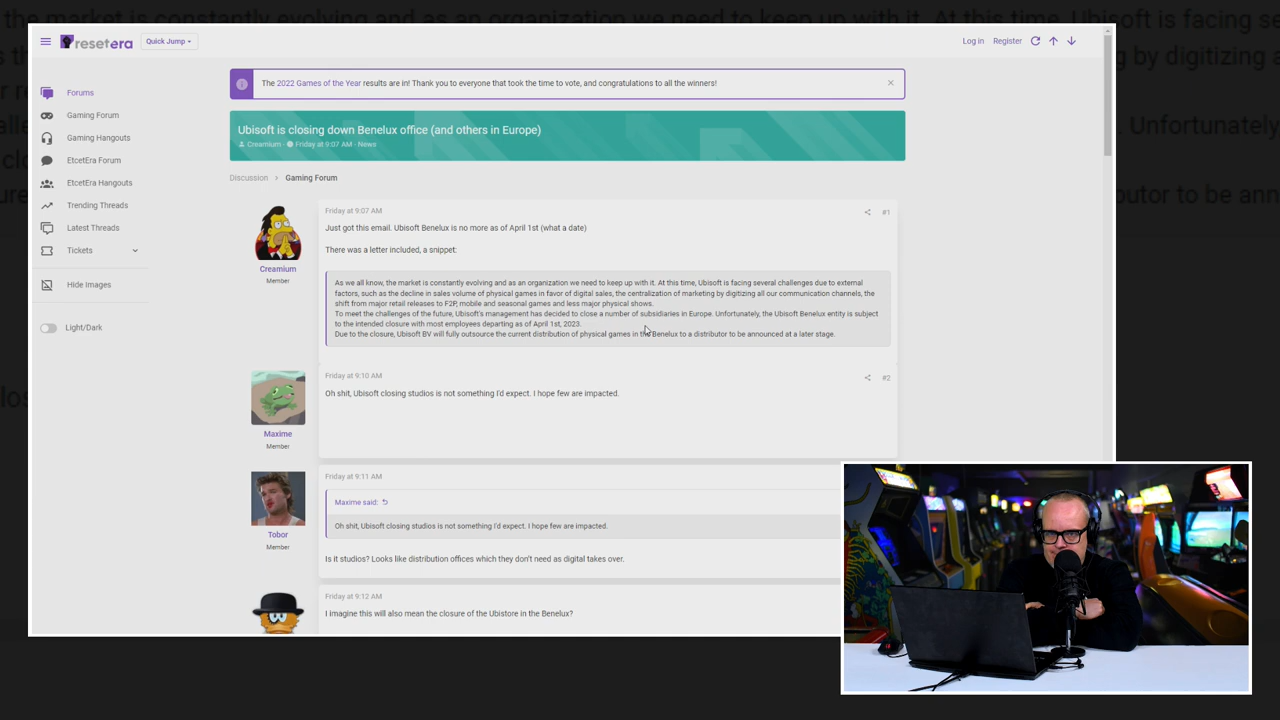 resetera
Quick Jump
Log in
Register
Forums
Gaming Forum
Gaming Hangouts
EtcetEra Forum
EtcetEra Hangouts
Trending Threads
Latest Threads
Tickets
Hide Images
Light/Dark
The 2022 Games of the Year results are in! Thank you to everyone that took the time to vote, and congratulations to all the winners!
Ubisoft is closing down Benelux office (and others in Europe)
Creamium · Friday at 9:07 AM · News
Discussion > Gaming Forum
Creamium
Member
Friday at 9:07 AM
#1
Just got this email. Ubisoft Benelux is no more as of April 1st (what a date)
There was a letter included, a snippet:
As we all know, the market is constantly evolving and as an organization we need to keep up with it. At this time, Ubisoft is facing several challenges due to external
factors, such as the decline in sales volume of physical games in favor of digital sales, the centralization of marketing by digitizing all our communication channels, the
shift from major retail releases to F2P, mobile and seasonal games and less major physical shows.
To meet the challenges of the future, Ubisoft's management has decided to close a number of subsidiaries in Europe. Unfortunately, the Ubisoft Benelux entity is subject
to the intended closure with most employees departing as of April 1st, 2023.
Due to the closure, Ubisoft BV will fully outsource the current distribution of physical games in the Benelux to a distributor to be announced at a later stage.
Maxime
Member
Friday at 9:10 AM
#2
Oh shit, Ubisoft closing studios is not something I'd expect. I hope few are impacted.
Tobor
Member
Friday at 9:11 AM
Maxime said:
Oh shit, Ubisoft closing studios is not something I'd expect. I hope few are impacted.
Is it studios? Looks like distribution offices which they don't need as digital takes over.
Friday at 9:12 AM
I imagine this will also mean the closure of the Ubistore in the Benelux?